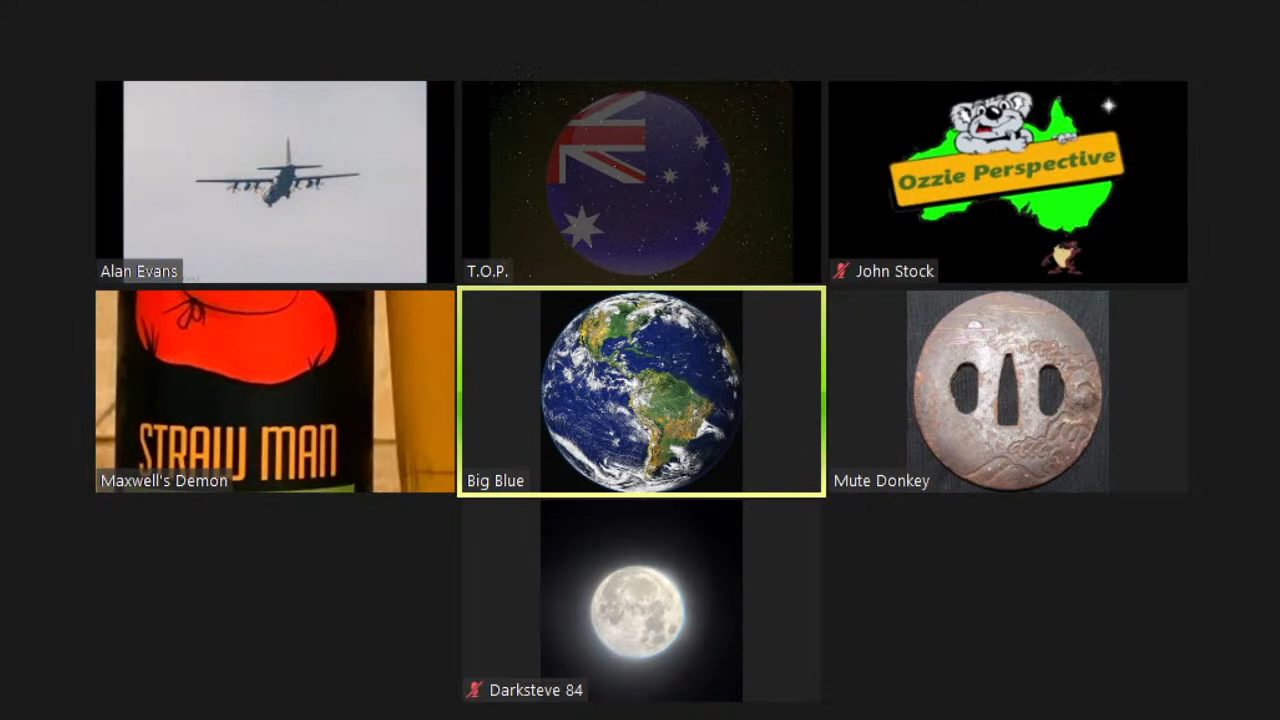 Ozzie Perspective
Alan Evans
T.O.P.
John Stock
STRAW MAN
Maxwell's Demon
Big Blue
Mute Donkey
Darksteve 84